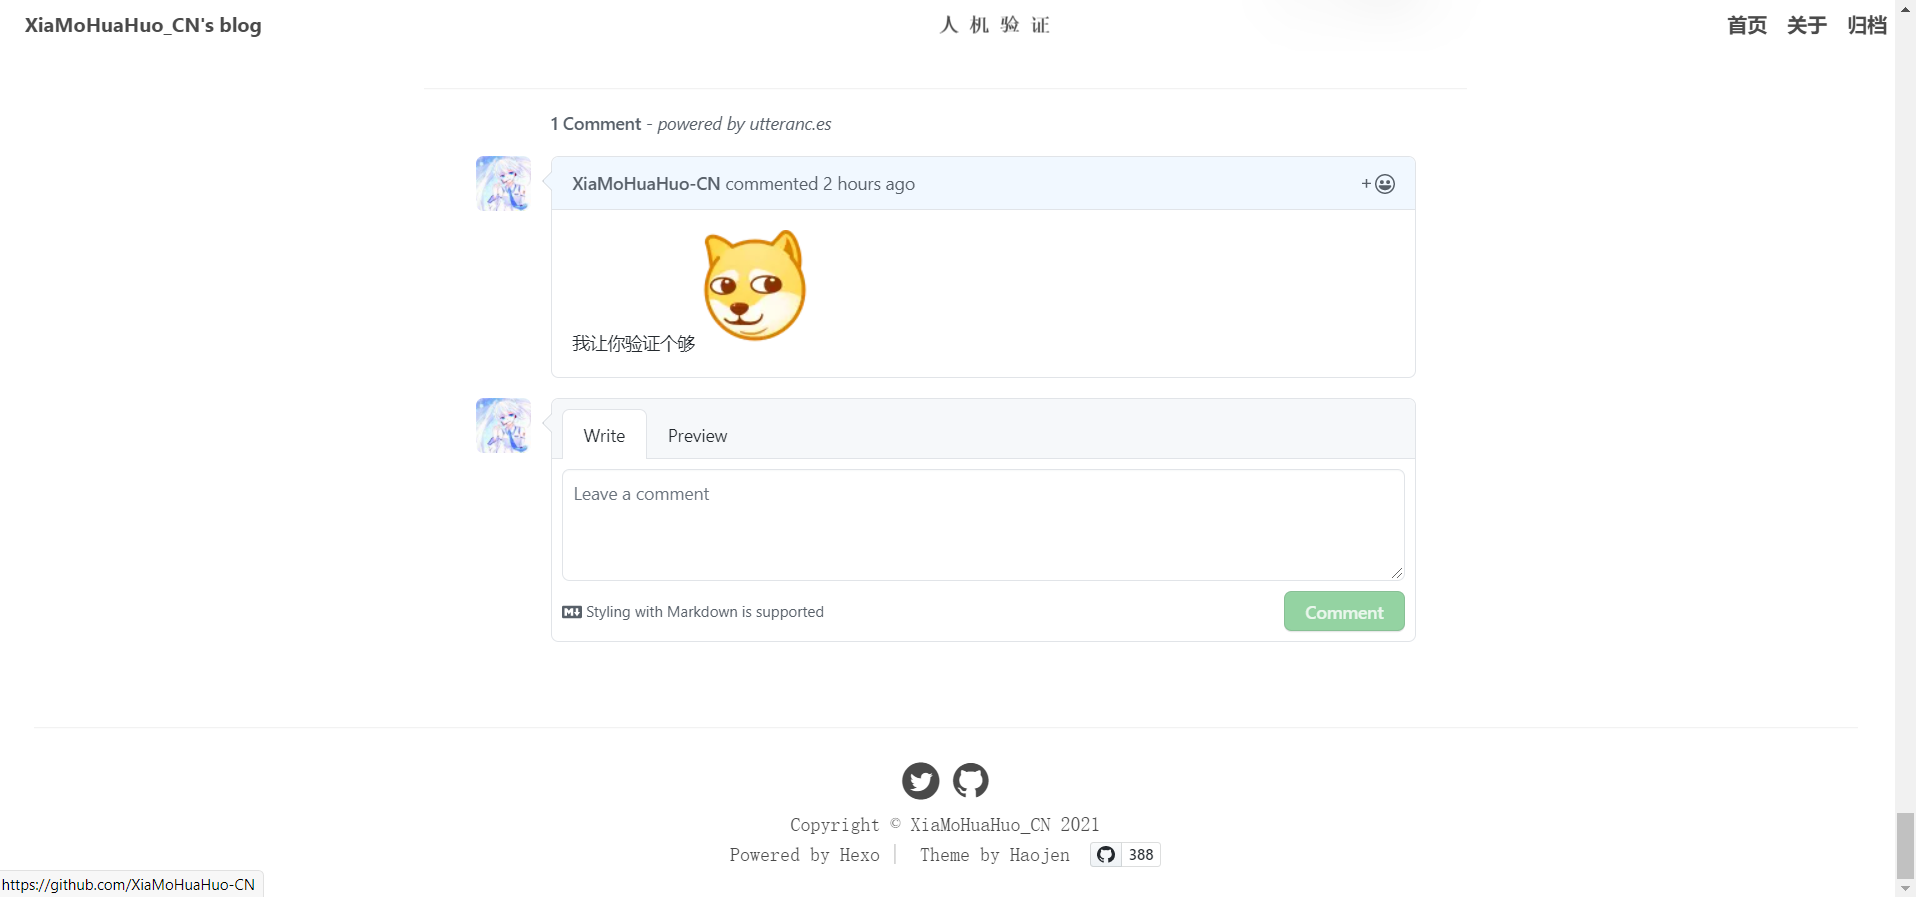 XiaMoHuaHuo_CN's blog
人机验证
首页 关于 归档
1 Comment - powered by utteranc.es
XiaMoHuaHuo-CN commented 2 hours ago
+
我让你验证个够
Write Preview
Leave a comment
Styling with Markdown is supported
Comment
Copyright © XiaMoHuaHuo_CN 2021
Powered by Hexo | Theme by Haojen 388
https://github.com/XiaMoHuaHuo-CN